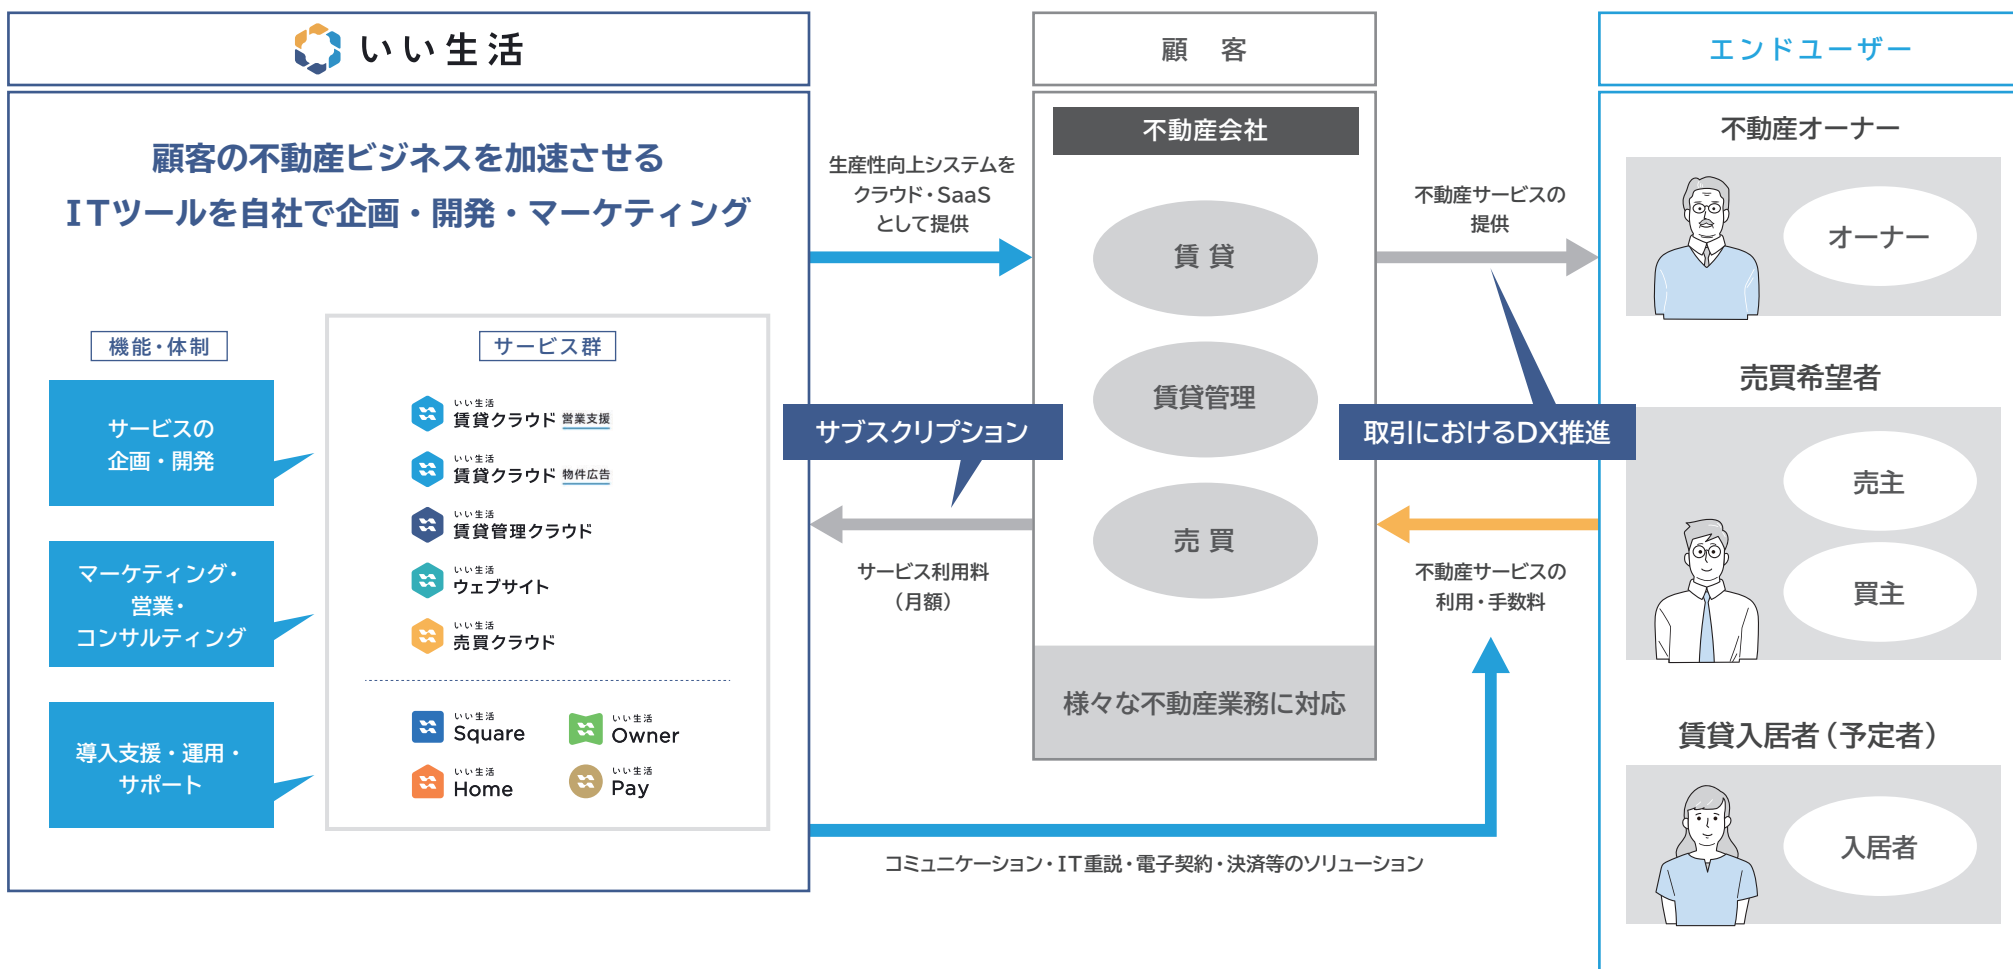 いい生活
顧客の不動産ビジネスを加速させる
ITツールを自社で企画・開発・マーケティング
機能・体制
サービスの
企画・開発
マーケティング・
営業・
コンサルティング
導入支援・運用・
サポート
サービス群
いい生活
賃貸クラウド 営業支援
いい生活
賃貸クラウド 物件広告
いい生活
賃貸管理クラウド
いい生活
ウェブサイト
いい生活
売買クラウド
いい生活
Square
いい生活
Owner
いい生活
Home
いい生活
Pay
生産性向上システムを
クラウド・SaaS
として提供
サブスクリプション
サービス利用料
（月額）
顧 客
不動産会社
賃 貸
賃貸管理
売 買
様々な不動産業務に対応
不動産サービスの
提供
取引におけるDX推進
不動産サービスの
利用・手数料
コミュニケーション・IT重説・電子契約・決済等のソリューション
エンドユーザー
不動産オーナー
オーナー
売買希望者
売主
買主
賃貸入居者（予定者）
入居者